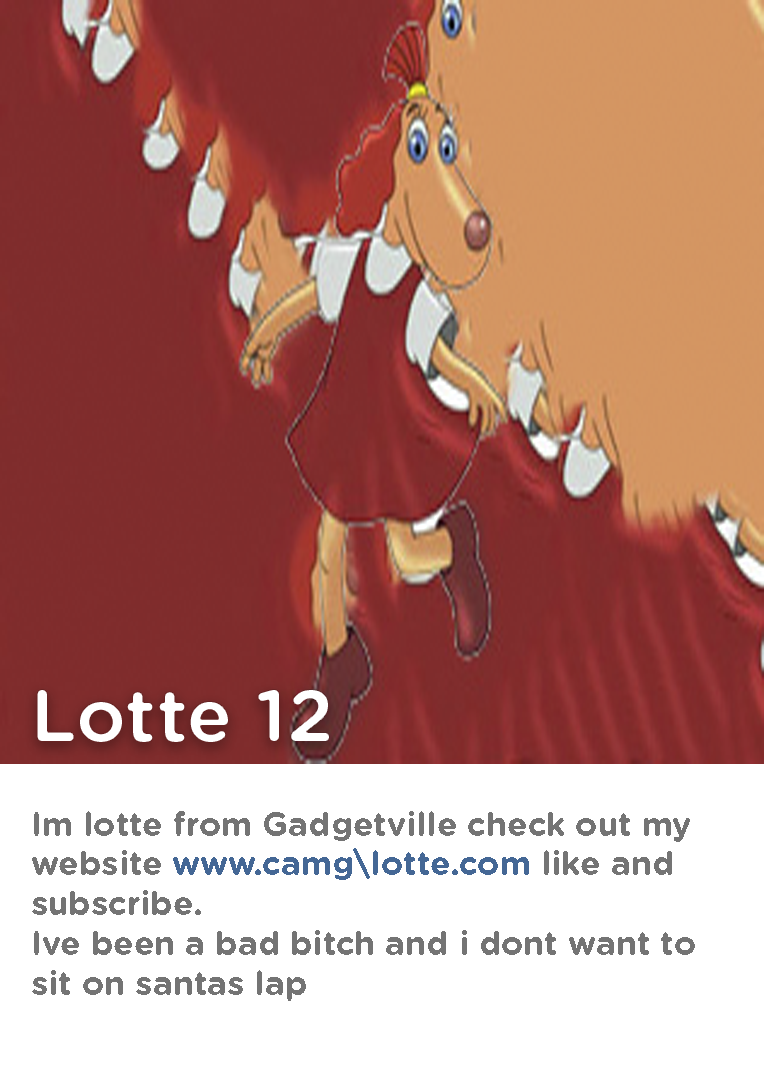 Lotte 12
Im lotte from Gadgetville check out my
website www.camg\lotte.com like and
subscribe.
Ive been a bad bitch and i dont want to
sit on santas lap